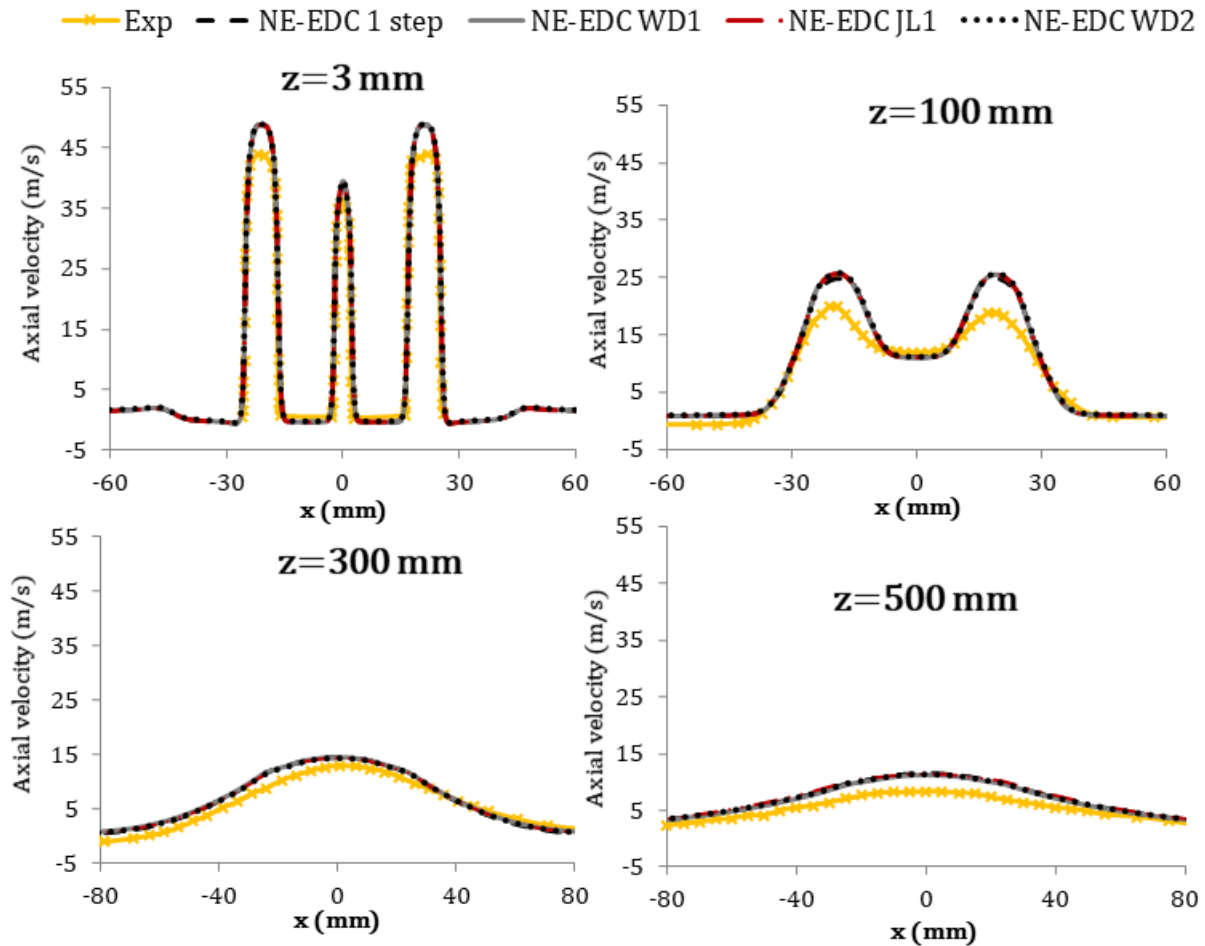 Exp NE-EDC 1 step NE-EDC WD1 NE-EDC JL1 NE-EDC WD2
z=3 mm
Axial velocity (m/s)
55
45
35
25
15
5
-5
-60 -30 0 30 60
x (mm)
z=100 mm
Axial velocity (m/s)
55
45
35
25
15
5
-5
-60 -30 0 30 60
x (mm)
z=300 mm
Axial velocity (m/s)
55
45
35
25
15
5
-5
-80 -40 0 40 80
x (mm)
z=500 mm
Axial velocity (m/s)
55
45
35
25
15
5
-5
-80 -40 0 40 80
x (mm)